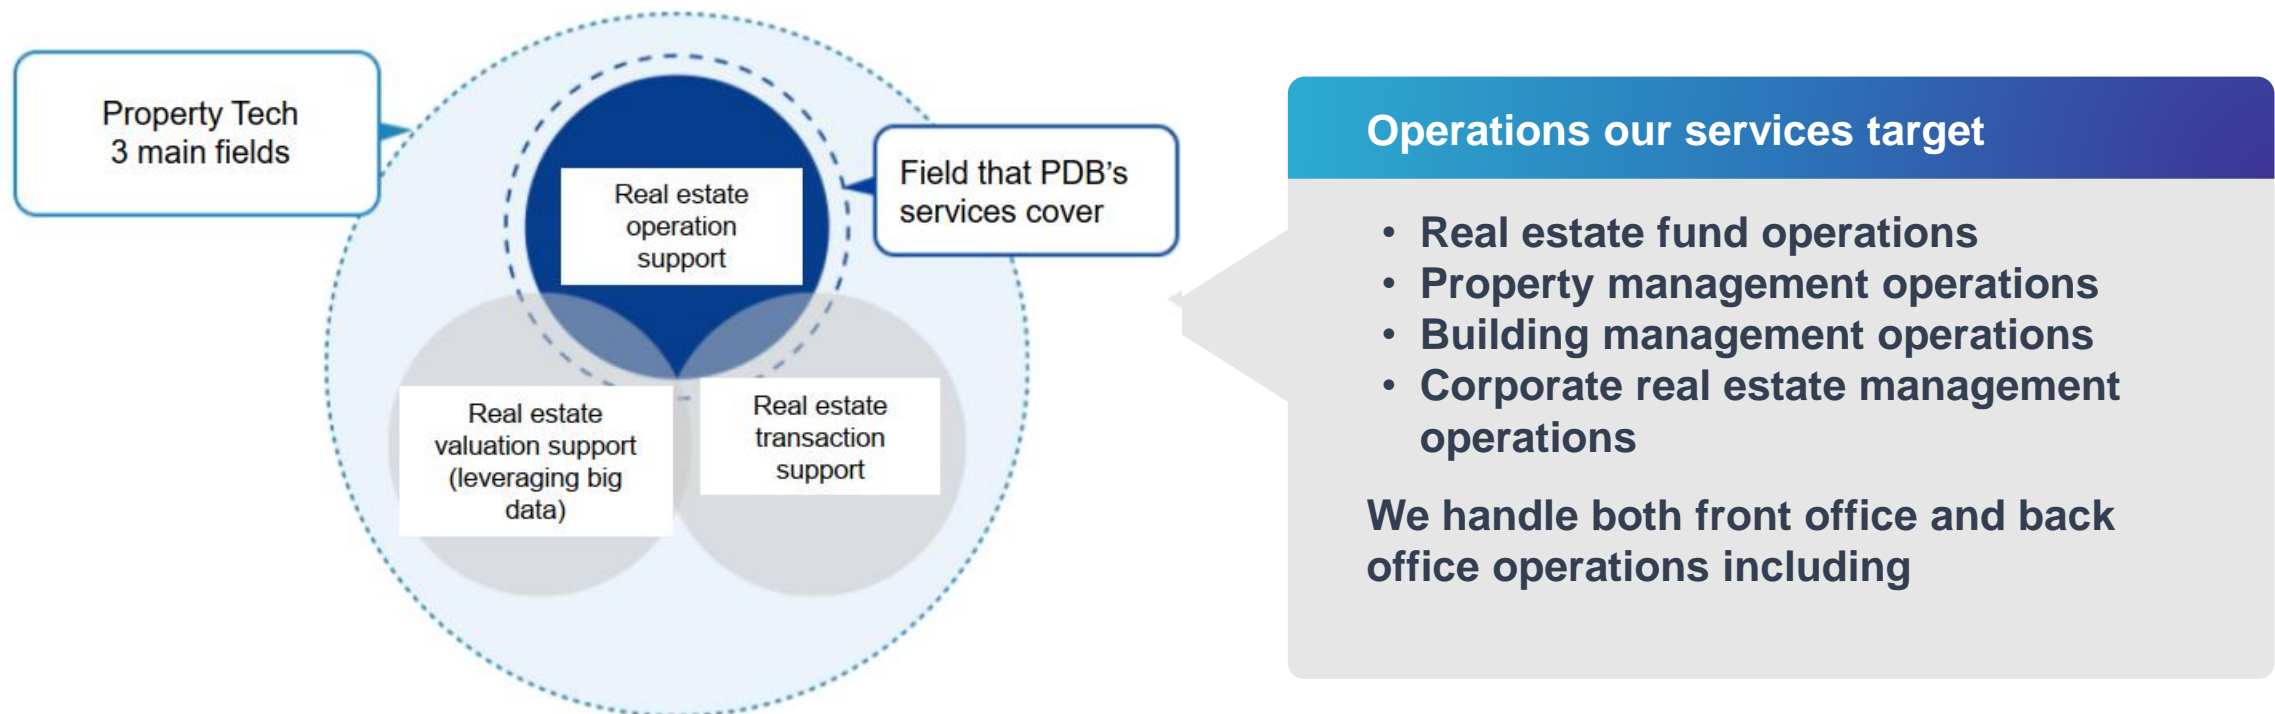 Property Tech
3 main fields
Real estate
operation
support
Field that PDB's
services cover
Real estate
valuation support
(leveraging big
data)
Real estate
transaction
support
Operations our services target
• Real estate fund operations
• Property management operations
• Building management operations
• Corporate real estate management
operations
We handle both front office and back
office operations including